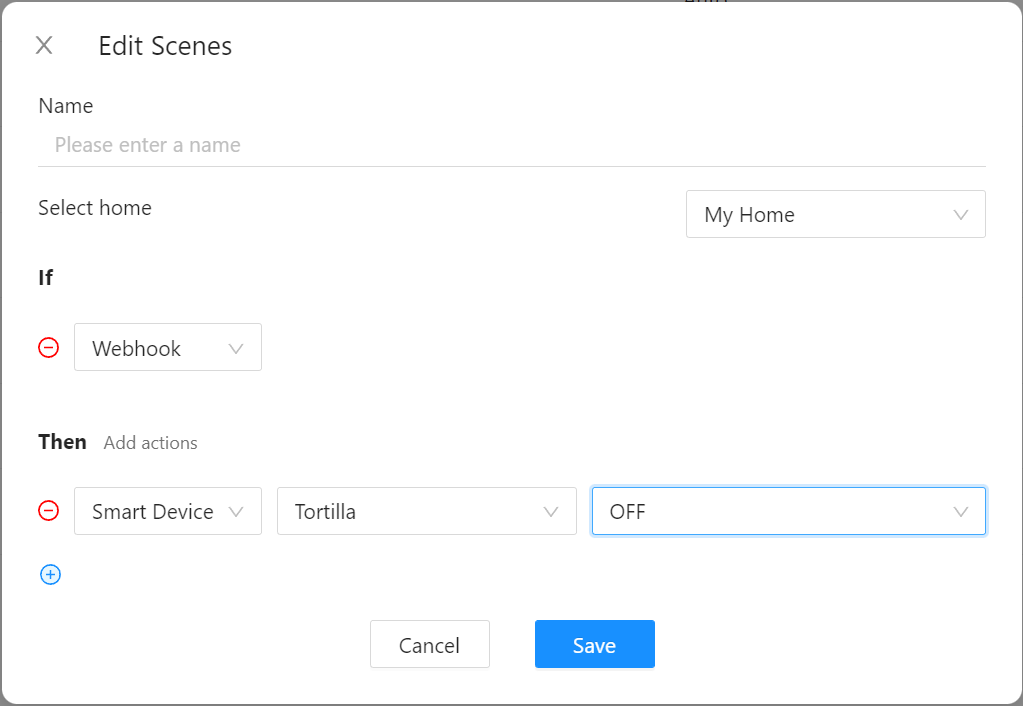 Edit Scenes
Name
Please enter a name
Select home
My Home
If
Webhook
Then Add actions
Smart Device Tortilla OFF
Cancel Save